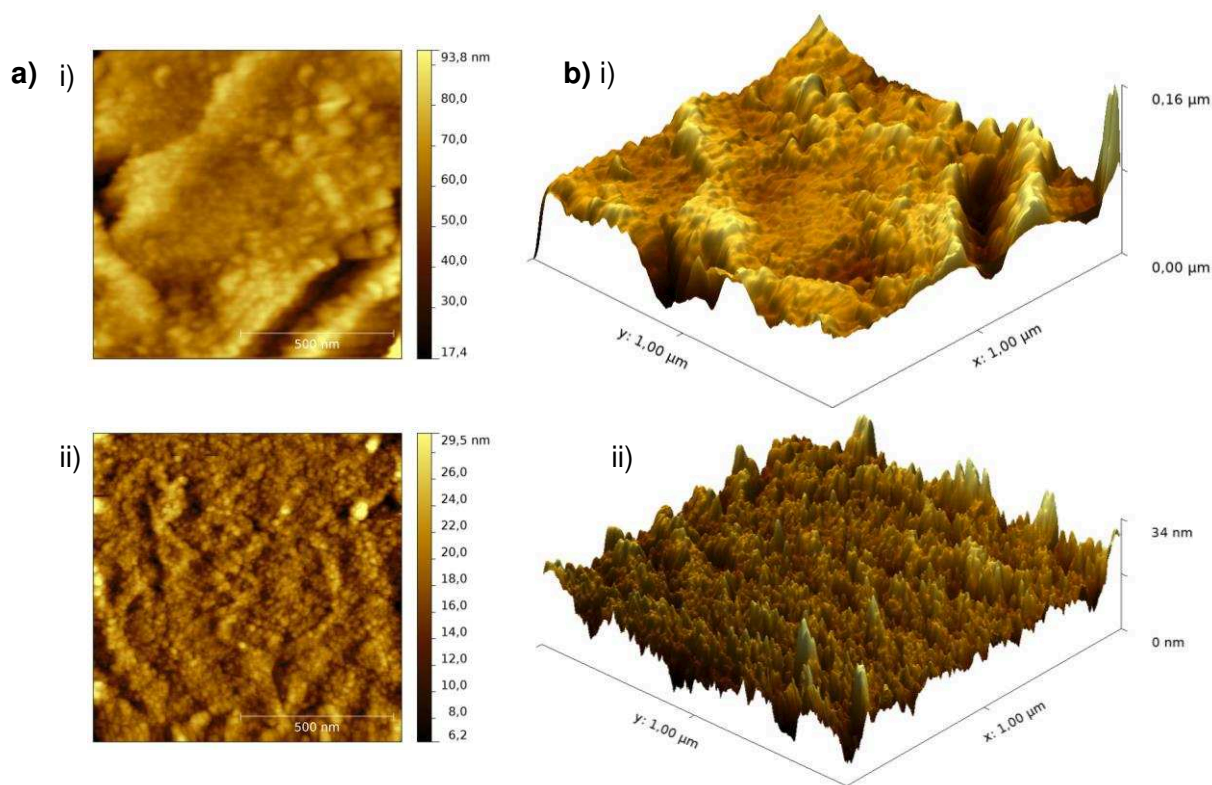 a) i)
93,8 nm
80,0
70,0
60,0
50,0
40,0
30,0
17,4
500 nm
b) i)
0,16 µm
0,00 µm
y: 1,00 µm
x: 1,00 µm
ii)
29,5 nm
26,0
24,0
22,0
20,0
18,0
16,0
14,0
12,0
10,0
8,0
6,2
500 nm
ii)
34 nm
0 nm
y: 1,00 µm
x: 1,00 µm